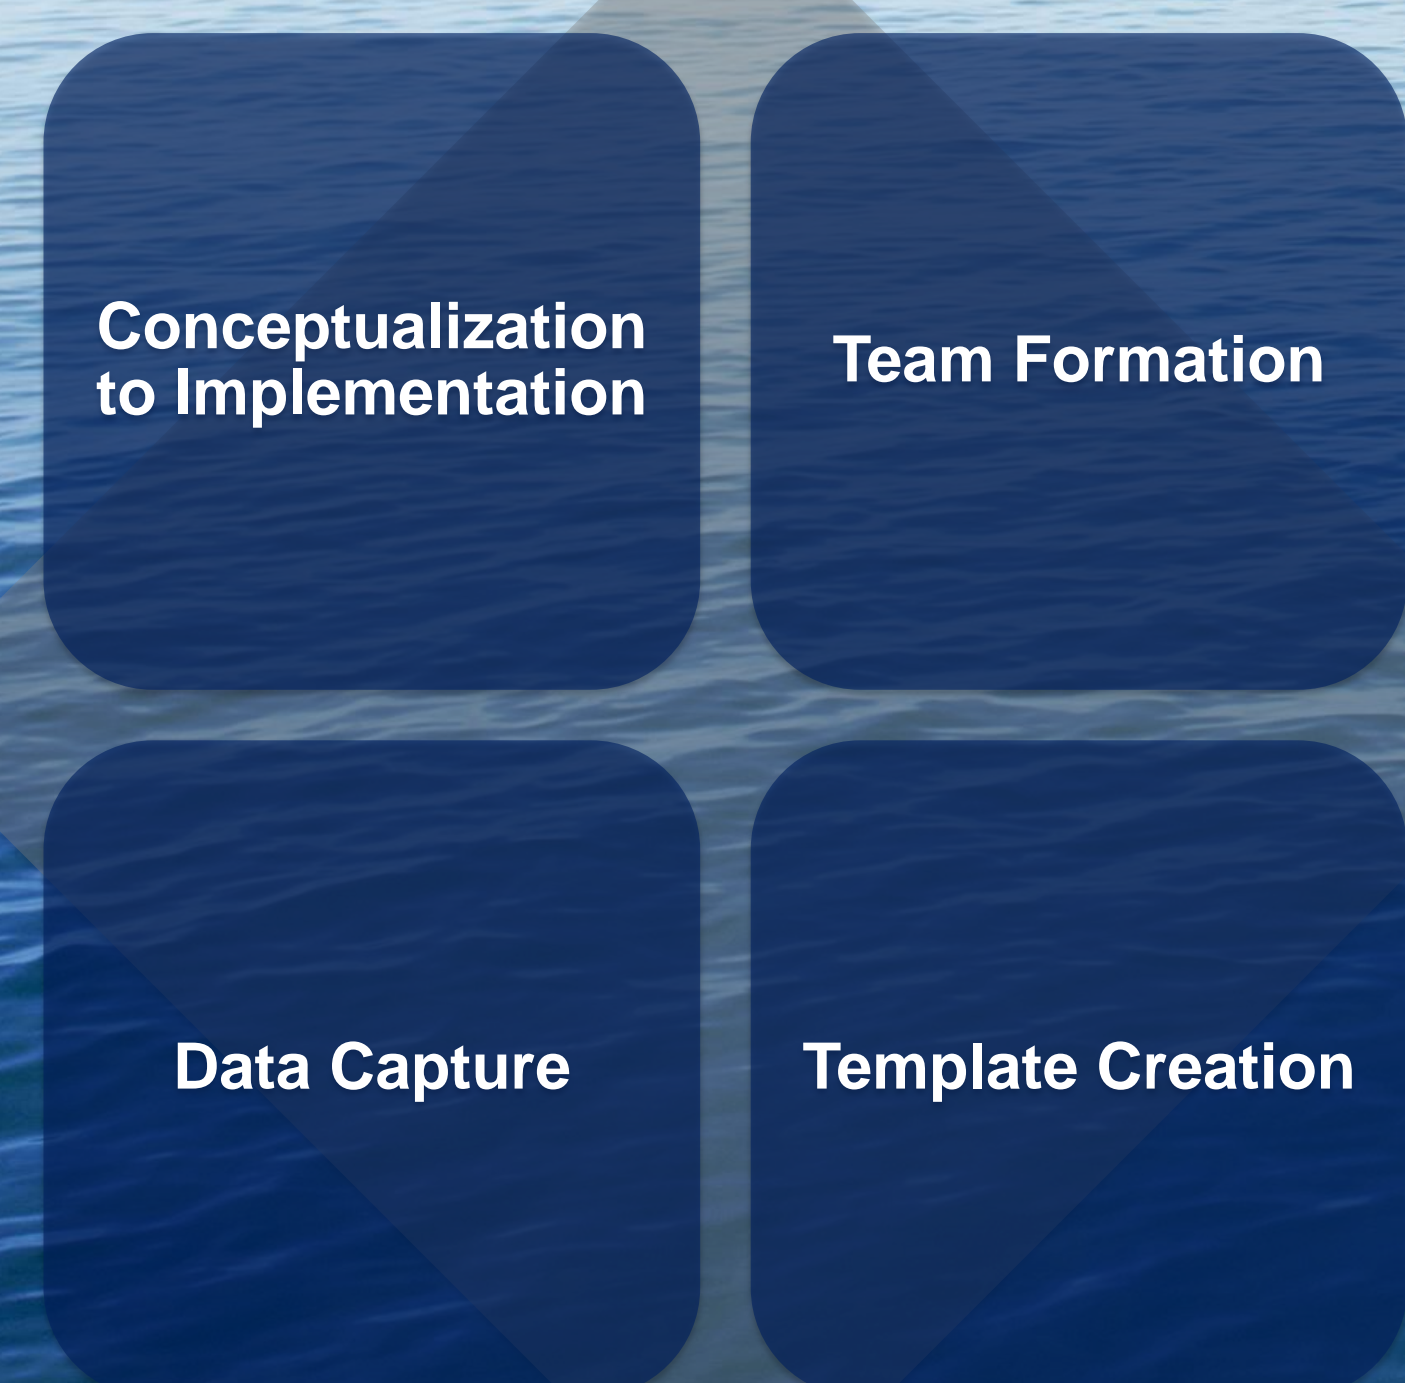 Conceptualization
to Implementation
Team Formation
Data Capture
Template Creation